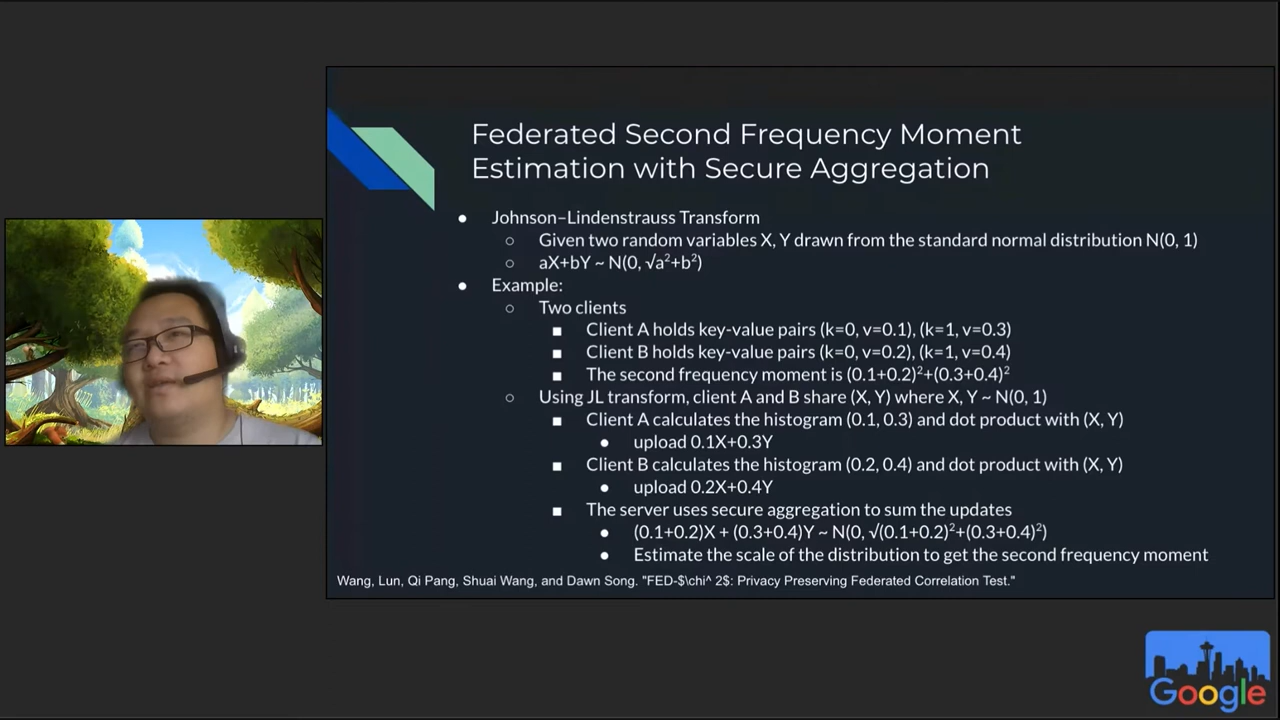 Federated Second Frequency Moment
Estimation with Secure Aggregation
● Johnson–Lindenstrauss Transform
○ Given two random variables X, Y drawn from the standard normal distribution N(0, 1)
○ aX+bY ~ N(0, √a²+b²)
● Example:
○ Two clients
■ Client A holds key-value pairs (k=0, v=0.1), (k=1, v=0.3)
■ Client B holds key-value pairs (k=0, v=0.2), (k=1, v=0.4)
■ The second frequency moment is (0.1+0.2)²+(0.3+0.4)²
○ Using JL transform, client A and B share (X, Y) where X, Y ~ N(0, 1)
■ Client A calculates the histogram (0.1, 0.3) and dot product with (X, Y)
● upload 0.1X+0.3Y
■ Client B calculates the histogram (0.2, 0.4) and dot product with (X, Y)
● upload 0.2X+0.4Y
■ The server uses secure aggregation to sum the updates
● (0.1+0.2)X + (0.3+0.4)Y ~ N(0, √(0.1+0.2)²+(0.3+0.4)²)
● Estimate the scale of the distribution to get the second frequency moment
Wang, Lun, Qi Pang, Shuai Wang, and Dawn Song. "FED-$\chi^ 2$: Privacy Preserving Federated Correlation Test."
Google